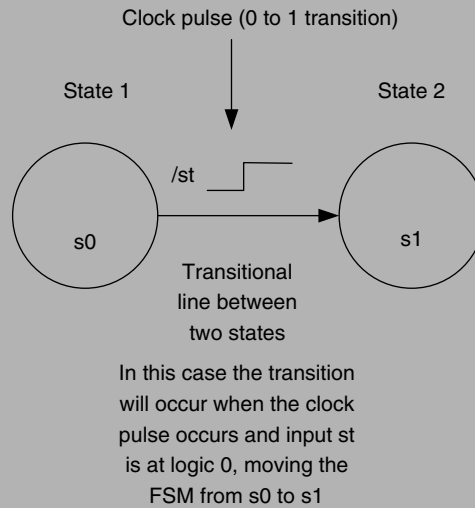 Clock pulse (0 to 1 transition)
State 1
State 2
/st
s0
s1
Transitional
line between
two states
In this case the transition
will occur when the clock
pulse occurs and input st
is at logic 0, moving the
FSM from s0 to s1